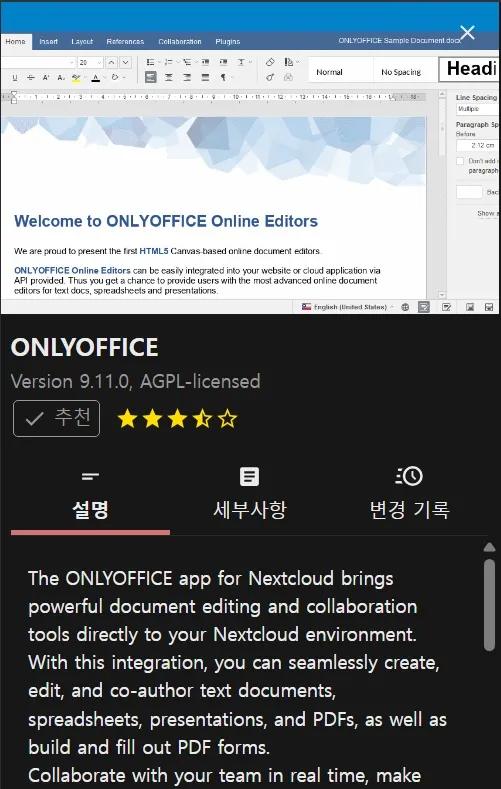 Home Insert Layout References Collaboration Plugins ONLYOFFICE Sample Document.docx
20
Normal No Spacing Headi
Line Spacing
Multiple
Paragraph Sp
Before
2.12 cm
Don't add i
paragraph
Bac
Show a
Welcome to ONLYOFFICE Online Editors
We are proud to present the first HTML5 Canvas-based online document editors.
ONLYOFFICE Online Editors can be easily integrated into your website or cloud application via
API provided. Thus you get a chance to provide users with the most advanced online document
editors for text docs, spreadsheets and presentations.
English (United States)
ONLYOFFICE
Version 9.11.0, AGPL-licensed
추천
설명 세부사항 변경 기록
The ONLYOFFICE app for Nextcloud brings
powerful document editing and collaboration
tools directly to your Nextcloud environment.
With this integration, you can seamlessly create,
edit, and co-author text documents,
spreadsheets, presentations, and PDFs, as well as
build and fill out PDF forms.
Collaborate with your team in real time, make